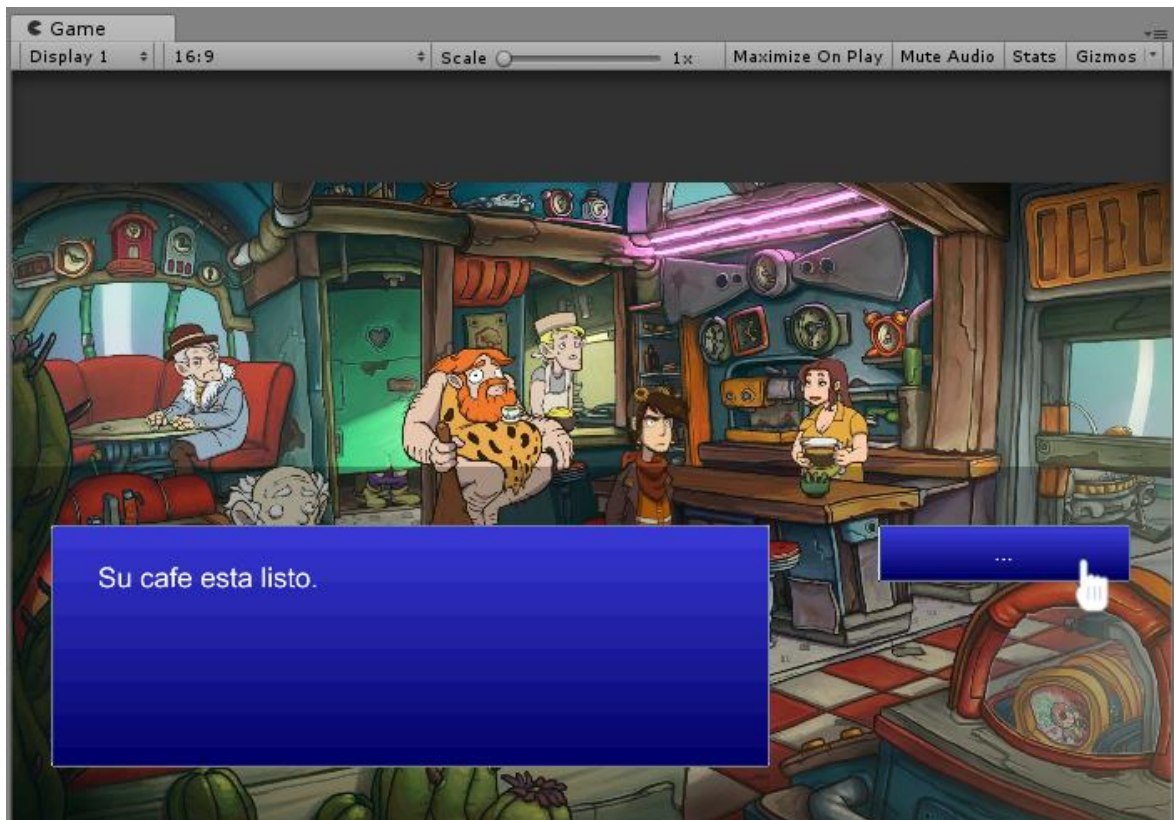 Game
Display 1 16:9 Scale 1x Maximize On Play Mute Audio Stats Gizmos
Su cafe esta listo.
...